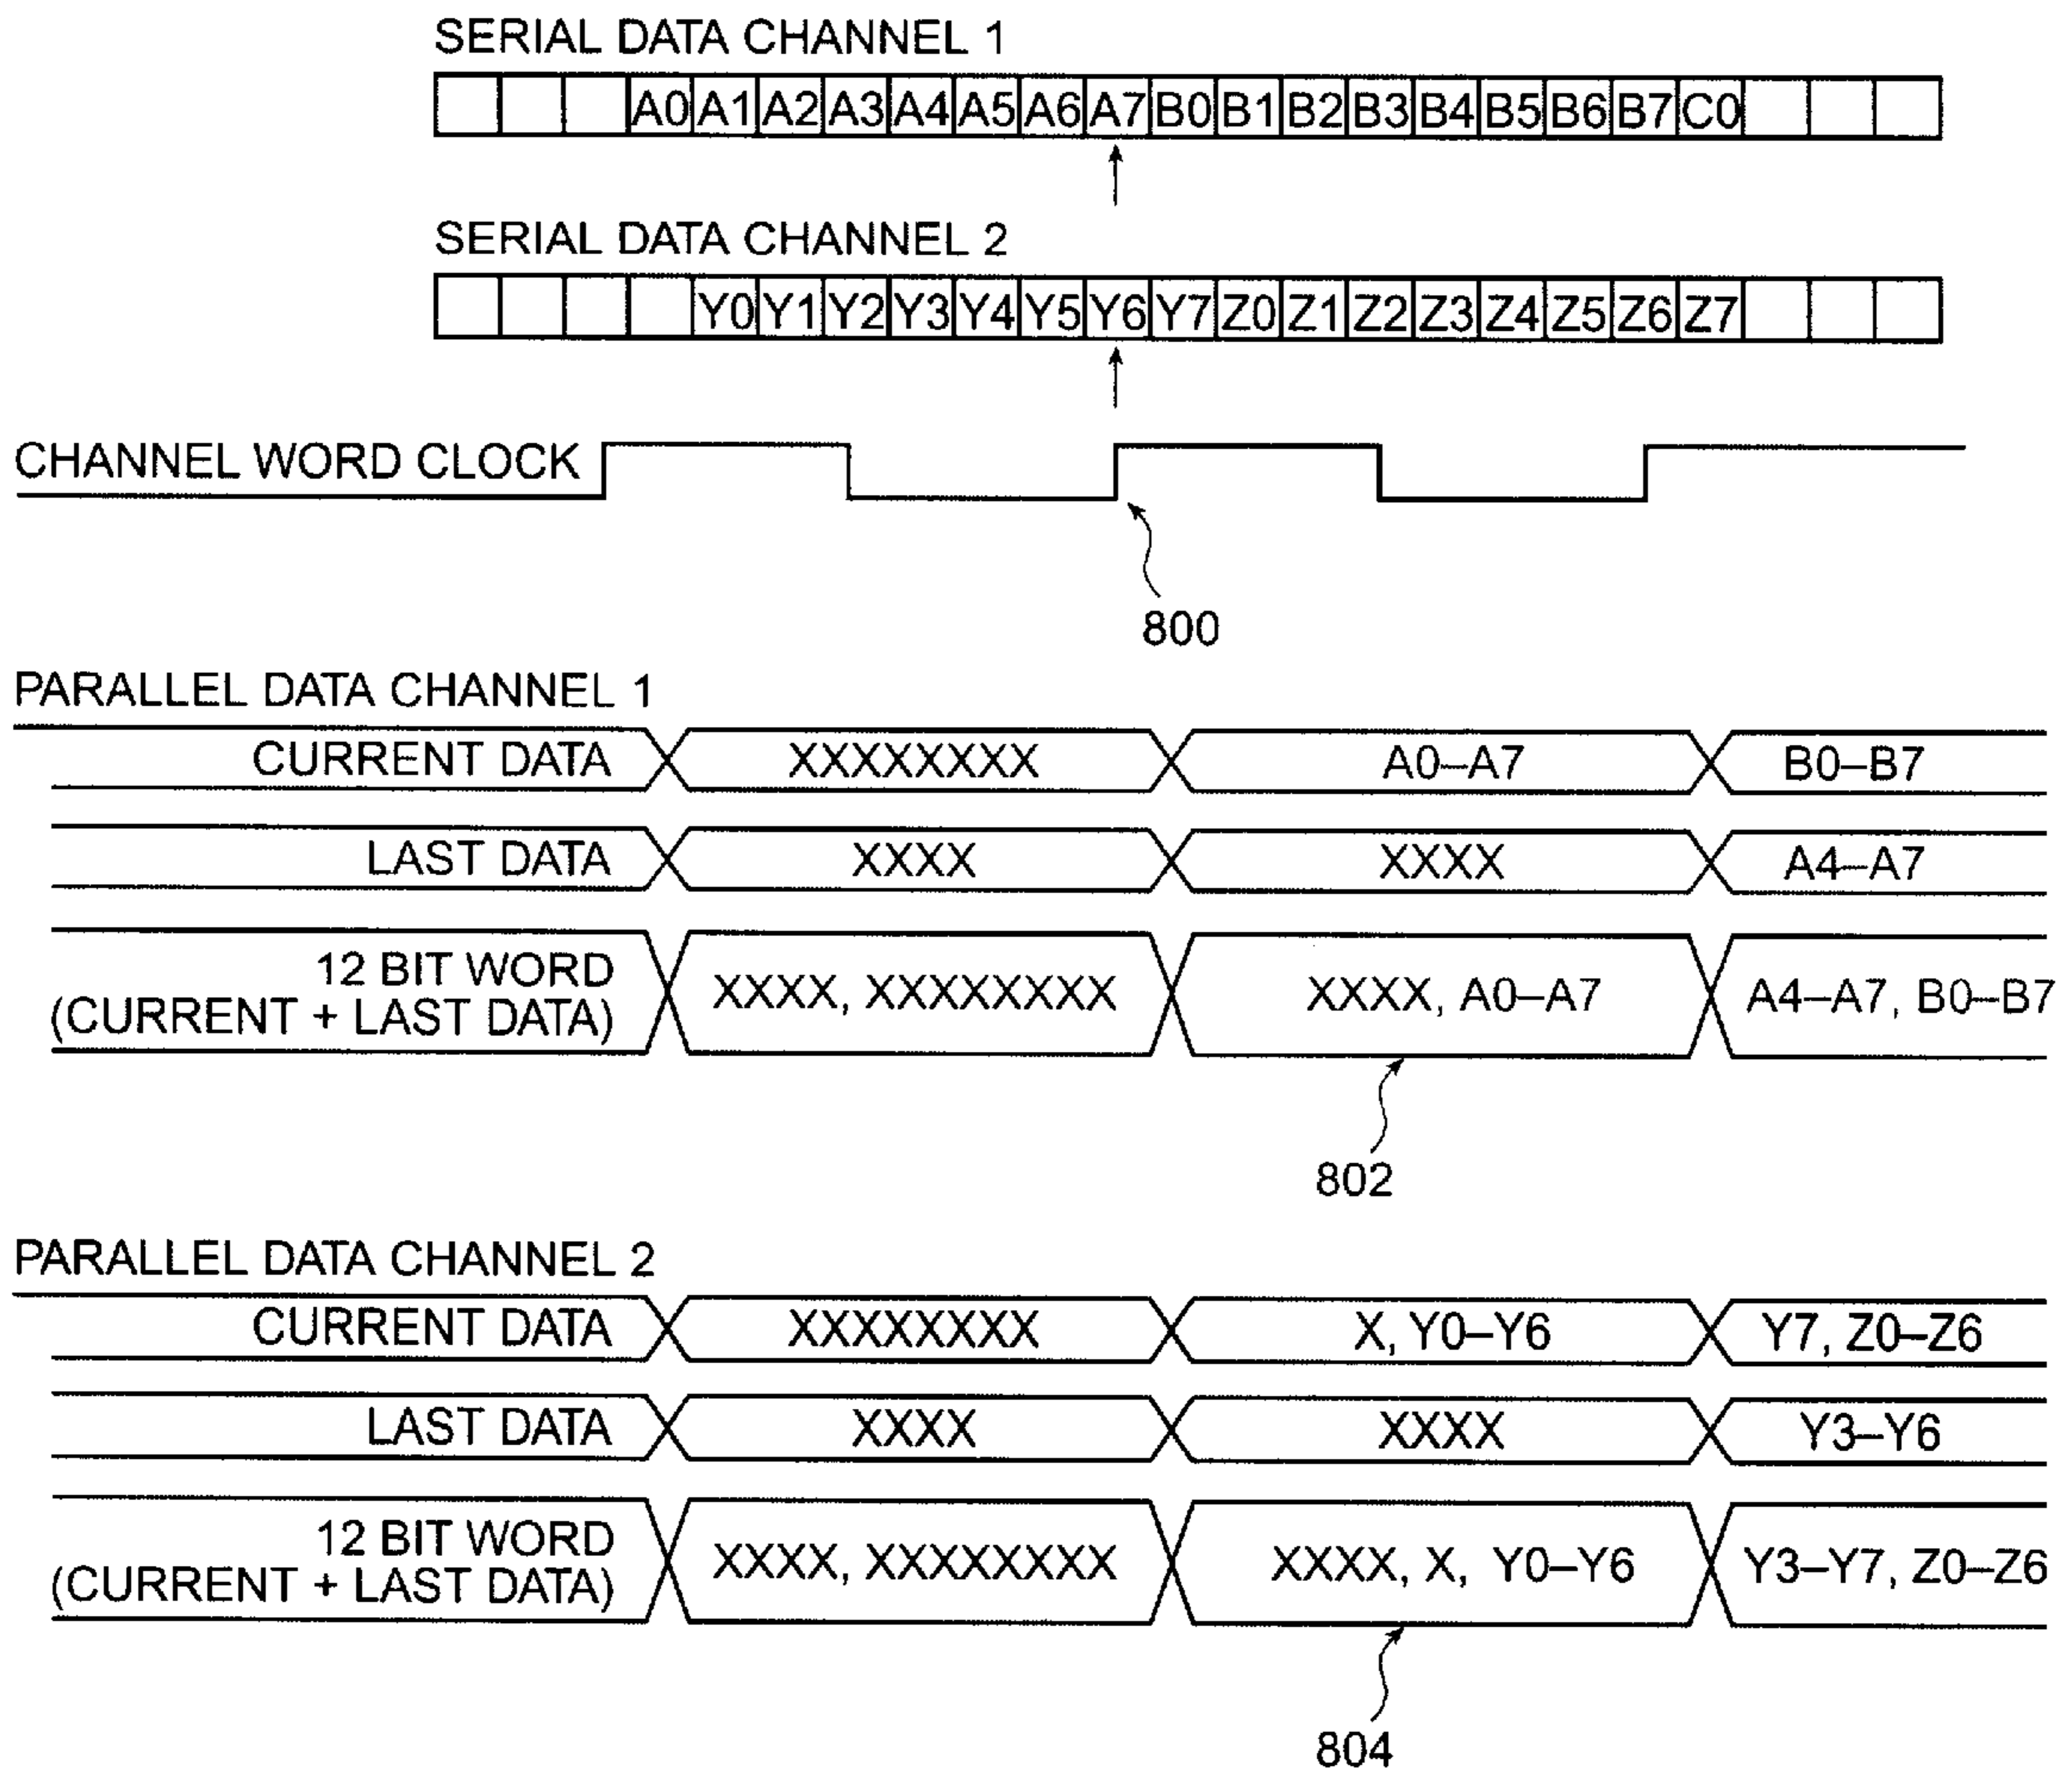 SERIAL DATA CHANNEL 1
A0 A1 A2 A3 A4 A5 A6 A7 B0 B1 B2 B3 B4 B5 B6 B7 C0
SERIAL DATA CHANNEL 2
Y0 Y1 Y2 Y3 Y4 Y5 Y6 Y7 Z0 Z1 Z2 Z3 Z4 Z5 Z6 Z7
CHANNEL WORD CLOCK
800
PARALLEL DATA CHANNEL 1
CURRENT DATA XXXXXXXX A0–A7 B0–B7
LAST DATA XXXX XXXX A4–A7
12 BIT WORD
(CURRENT + LAST DATA) XXXX, XXXXXXXX XXXX, A0–A7 A4–A7, B0–B7
802
PARALLEL DATA CHANNEL 2
CURRENT DATA XXXXXXXX X, Y0–Y6 Y7, Z0–Z6
LAST DATA XXXX XXXX Y3–Y6
12 BIT WORD
(CURRENT + LAST DATA) XXXX, XXXXXXXX XXXX, X, Y0–Y6 Y3–Y7, Z0–Z6
804